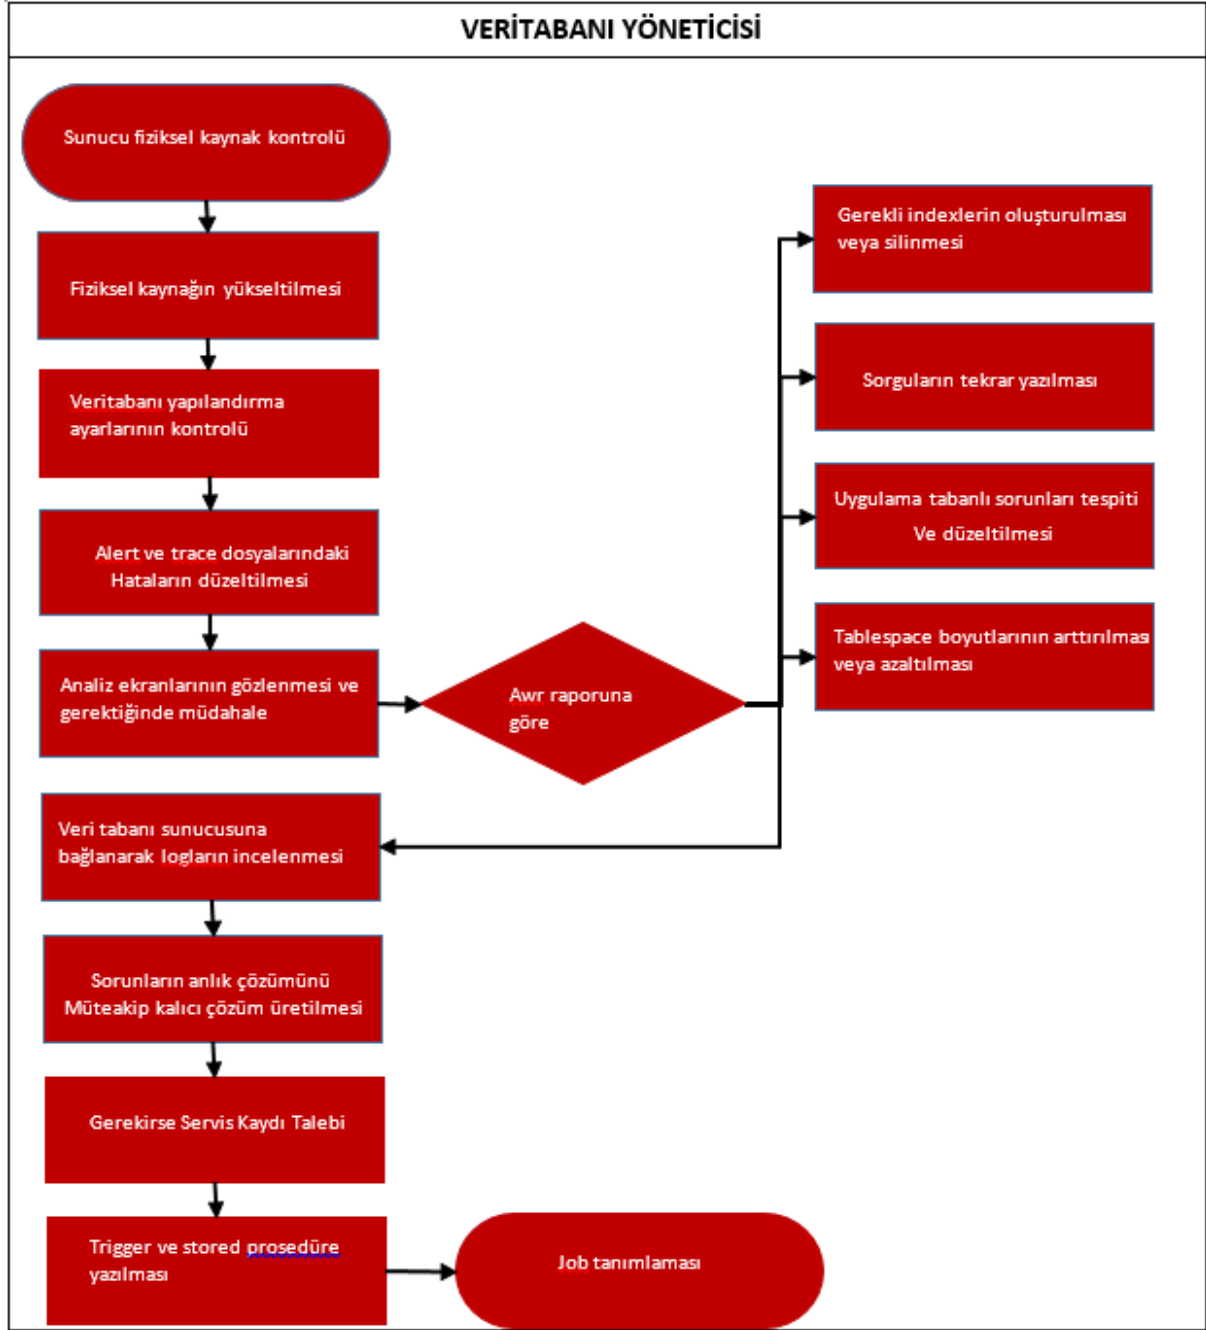 VERİTABANI YÖNETİCİSİ
Sunucu fiziksel kaynak kontrolü
Fiziksel kaynağın yükseltilmesi
Veritabanı yapılandırma
ayarlarının kontrolü
Alert ve trace dosyalarındaki
Hataların düzeltilmesi
Analiz ekranlarının gözlenmesi ve
gerektiğinde müdahale
Awr raporuna
göre
Gerekli indexlerin oluşturulması
veya silinmesi
Sorguların tekrar yazılması
Uygulama tabanlı sorunları tespiti
Ve düzeltilmesi
Tablespace boyutlarının arttırılması
veya azaltılması
Veri tabanı sunucusuna
bağlanarak logların incelenmesi
Sorunların anlık çözümünü
Müteakip kalıcı çözüm üretilmesi
Gerekirse Servis Kaydı Talebi
Trigger ve stored prosedüre
yazılması
Job tanımlaması